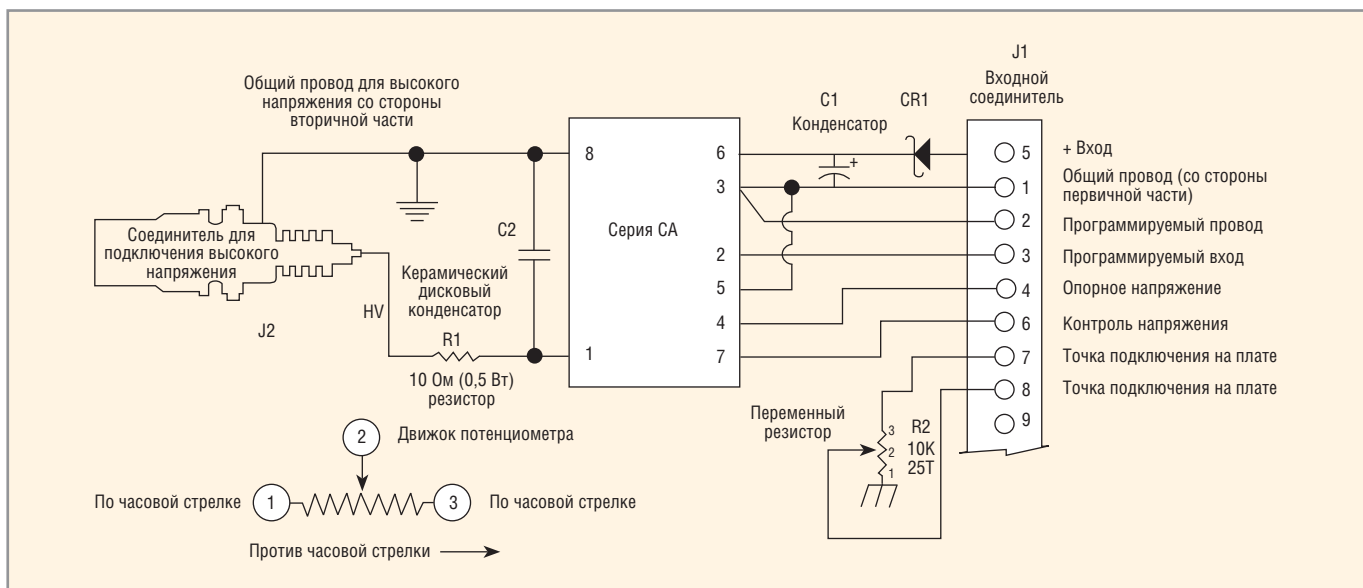 J1
Входной
соединитель
Общий провод для высокого
напряжения со стороны
вторичной части
C1
Конденсатор
CR1
8
6
3
2
5
4
7
1
Серия СА
+
5
+ Вход
1
Общий провод (со стороны
первичной части)
2
Программируемый провод
3
Программируемый вход
4
Опорное напряжение
6
Контроль напряжения
7
Точка подключения на плате
8
Точка подключения на плате
9
Соединитель для
подключения высокого
напряжения
J2
HV
C2
Керамический
дисковый
конденсатор
R1
10 Ом (0,5 Вт)
резистор
Переменный
резистор
3
2
1
R2
10K
25T
2
Движок потенциометра
По часовой стрелке
1
3
По часовой стрелке
Против часовой стрелки